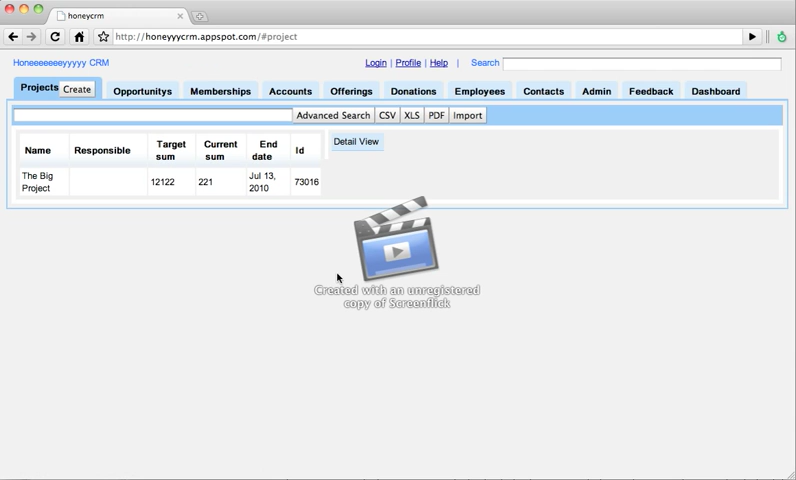 honeycrm
http://honeyyycrm.appspot.com/#project
Honeeeeeeyyyyy CRM
Login | Profile | Help | Search
Projects Create Opportunitys Memberships Accounts Offerings Donations Employees Contacts Admin Feedback Dashboard
Advanced Search CSV XLS PDF Import
Name Responsible Target sum Current sum End date Id
Detail View
The Big Project 12122 221 Jul 13, 2010 73016
Created with an unregistered
copy of Screenflick